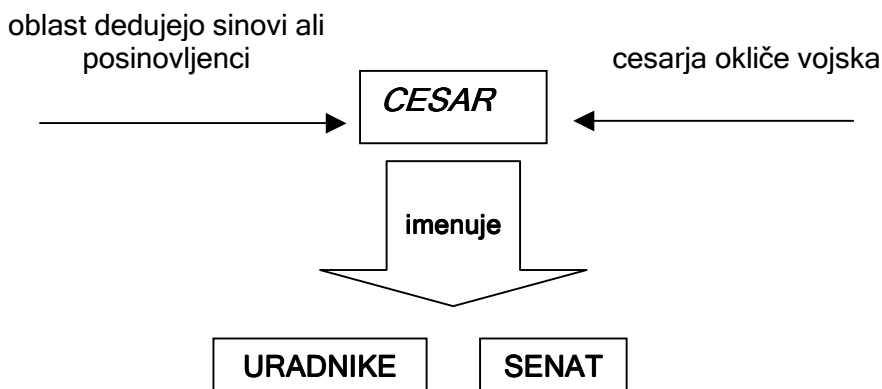 oblast dedujejo sinovi ali
posinovljenci
cesarja okliče vojska
CESAR
imenuje
URADNIKE
SENAT